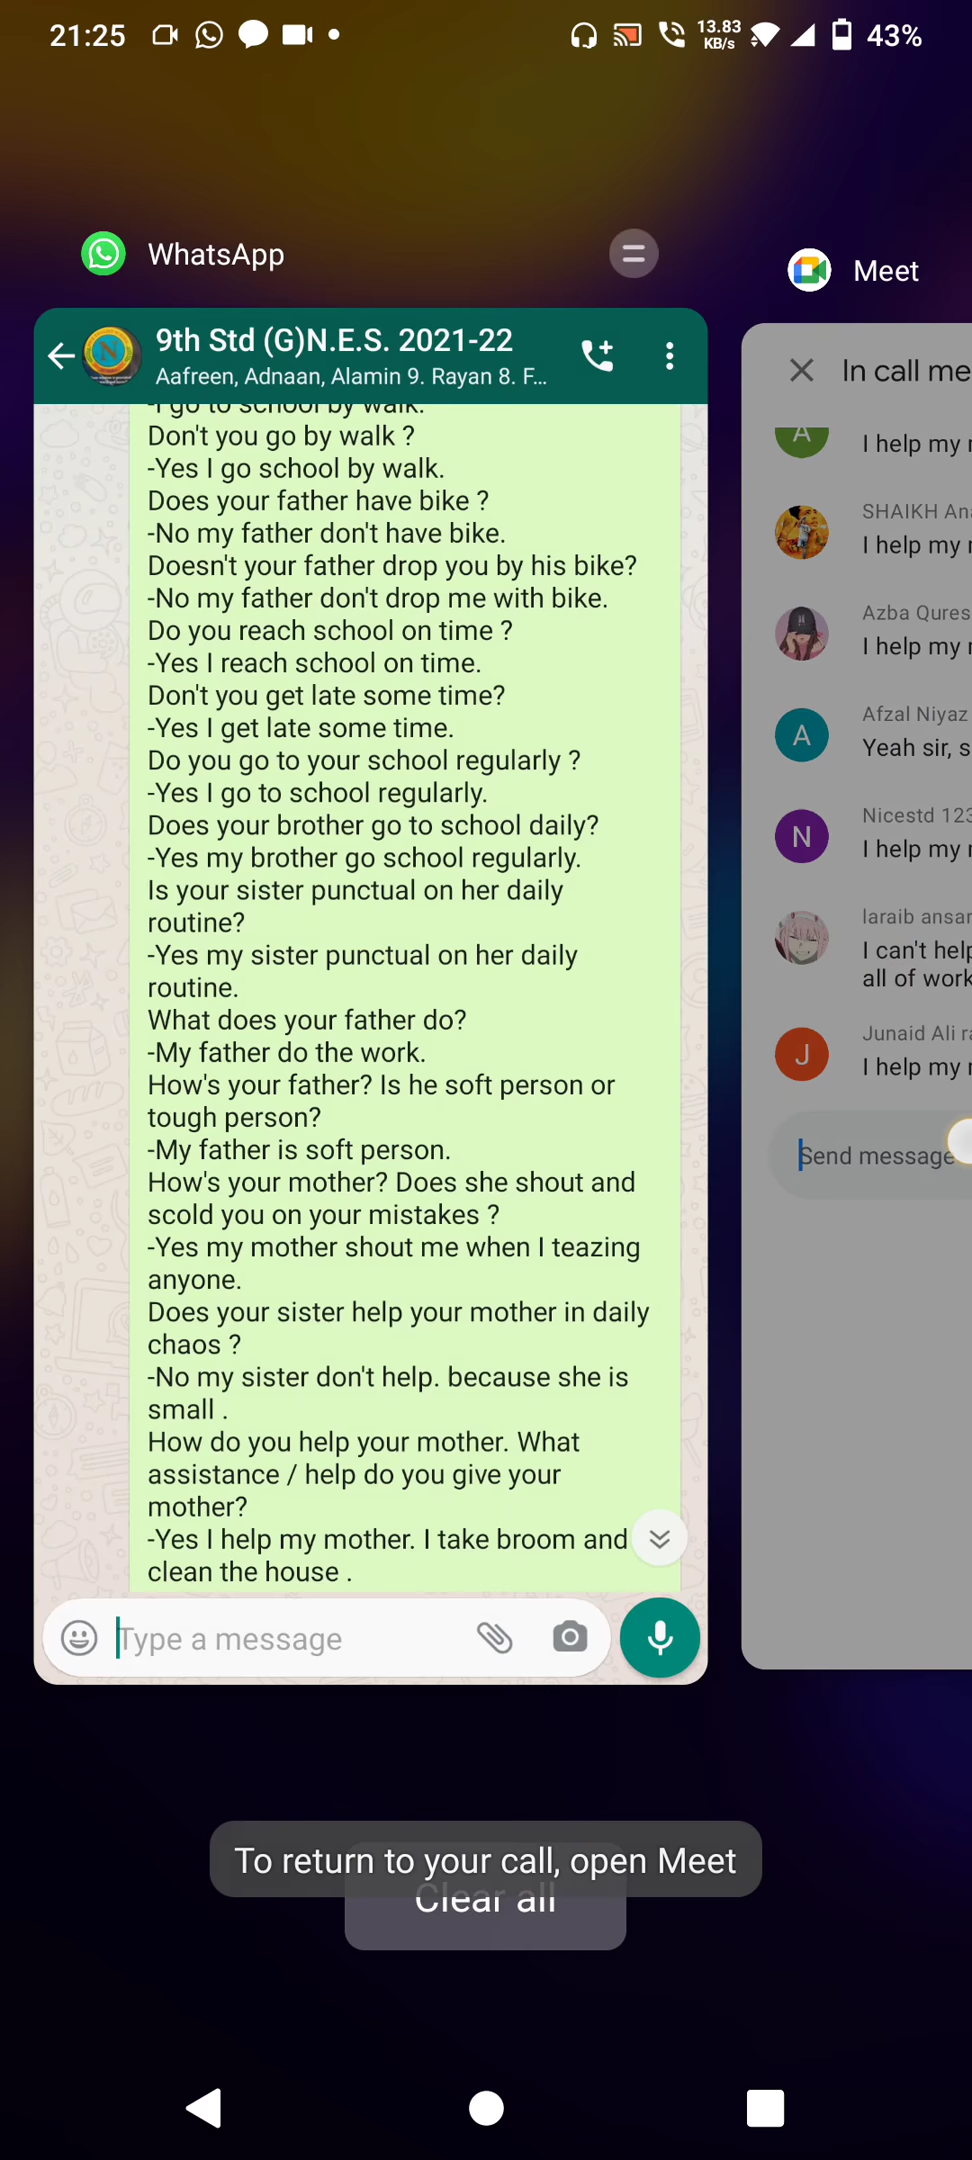 21:25
13.83
KB/s
43%
WhatsApp
Meet
9th Std (G)N.E.S. 2021-22
Aafreen, Adnaan, Alamin 9. Rayan 8. F...
-I go to school by walk.
Don't you go by walk ?
-Yes I go school by walk.
Does your father have bike ?
-No my father don't have bike.
Doesn't your father drop you by his bike?
-No my father don't drop me with bike.
Do you reach school on time ?
-Yes I reach school on time.
Don't you get late some time?
-Yes I get late some time.
Do you go to your school regularly ?
-Yes I go to school regularly.
Does your brother go to school daily?
-Yes my brother go school regularly.
Is your sister punctual on her daily
routine?
-Yes my sister punctual on her daily
routine.
What does your father do?
-My father do the work.
How's your father? Is he soft person or
tough person?
-My father is soft person.
How's your mother? Does she shout and
scold you on your mistakes ?
-Yes my mother shout me when I teazing
anyone.
Does your sister help your mother in daily
chaos ?
-No my sister don't help. because she is
small .
How do you help your mother. What
assistance / help do you give your
mother?
-Yes I help my mother. I take broom and
clean the house .
Type a message
In call me
A
I help my
SHAIKH An
I help my
Azba Qures
I help my
A
Afzal Niyaz
Yeah sir, s
N
Nicestd 123
I help my
laraib ansar
I can't help
all of work
J
Junaid Ali ra
I help my
Send message
To return to your call, open Meet
Clear all